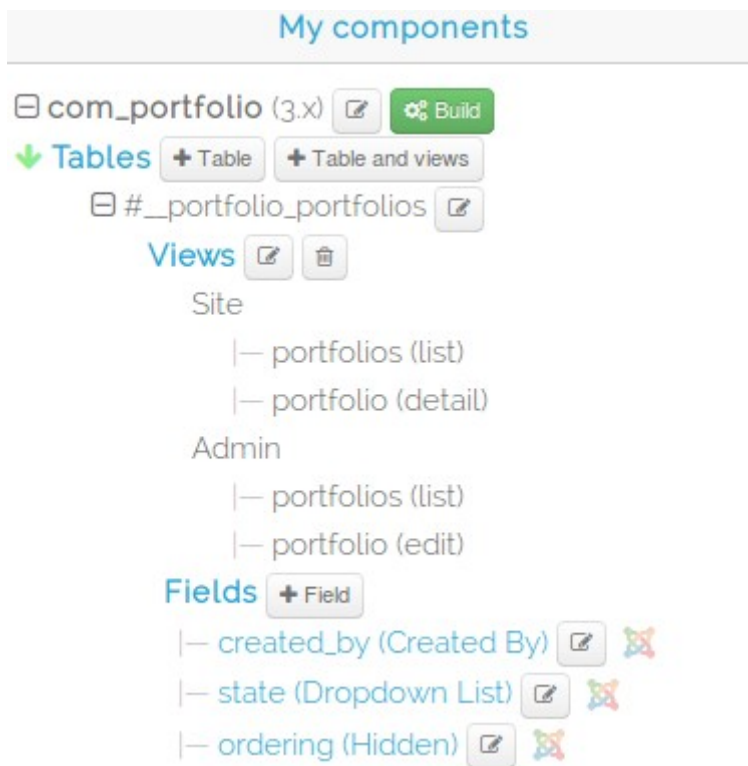 My components
com_portfolio (3.x) Build
Tables + Table + Table and views
#__portfolio_portfolios
Views
Site
portfolios (list)
portfolio (detail)
Admin
portfolios (list)
portfolio (edit)
Fields + Field
created_by (Created By)
state (Dropdown List)
ordering (Hidden)